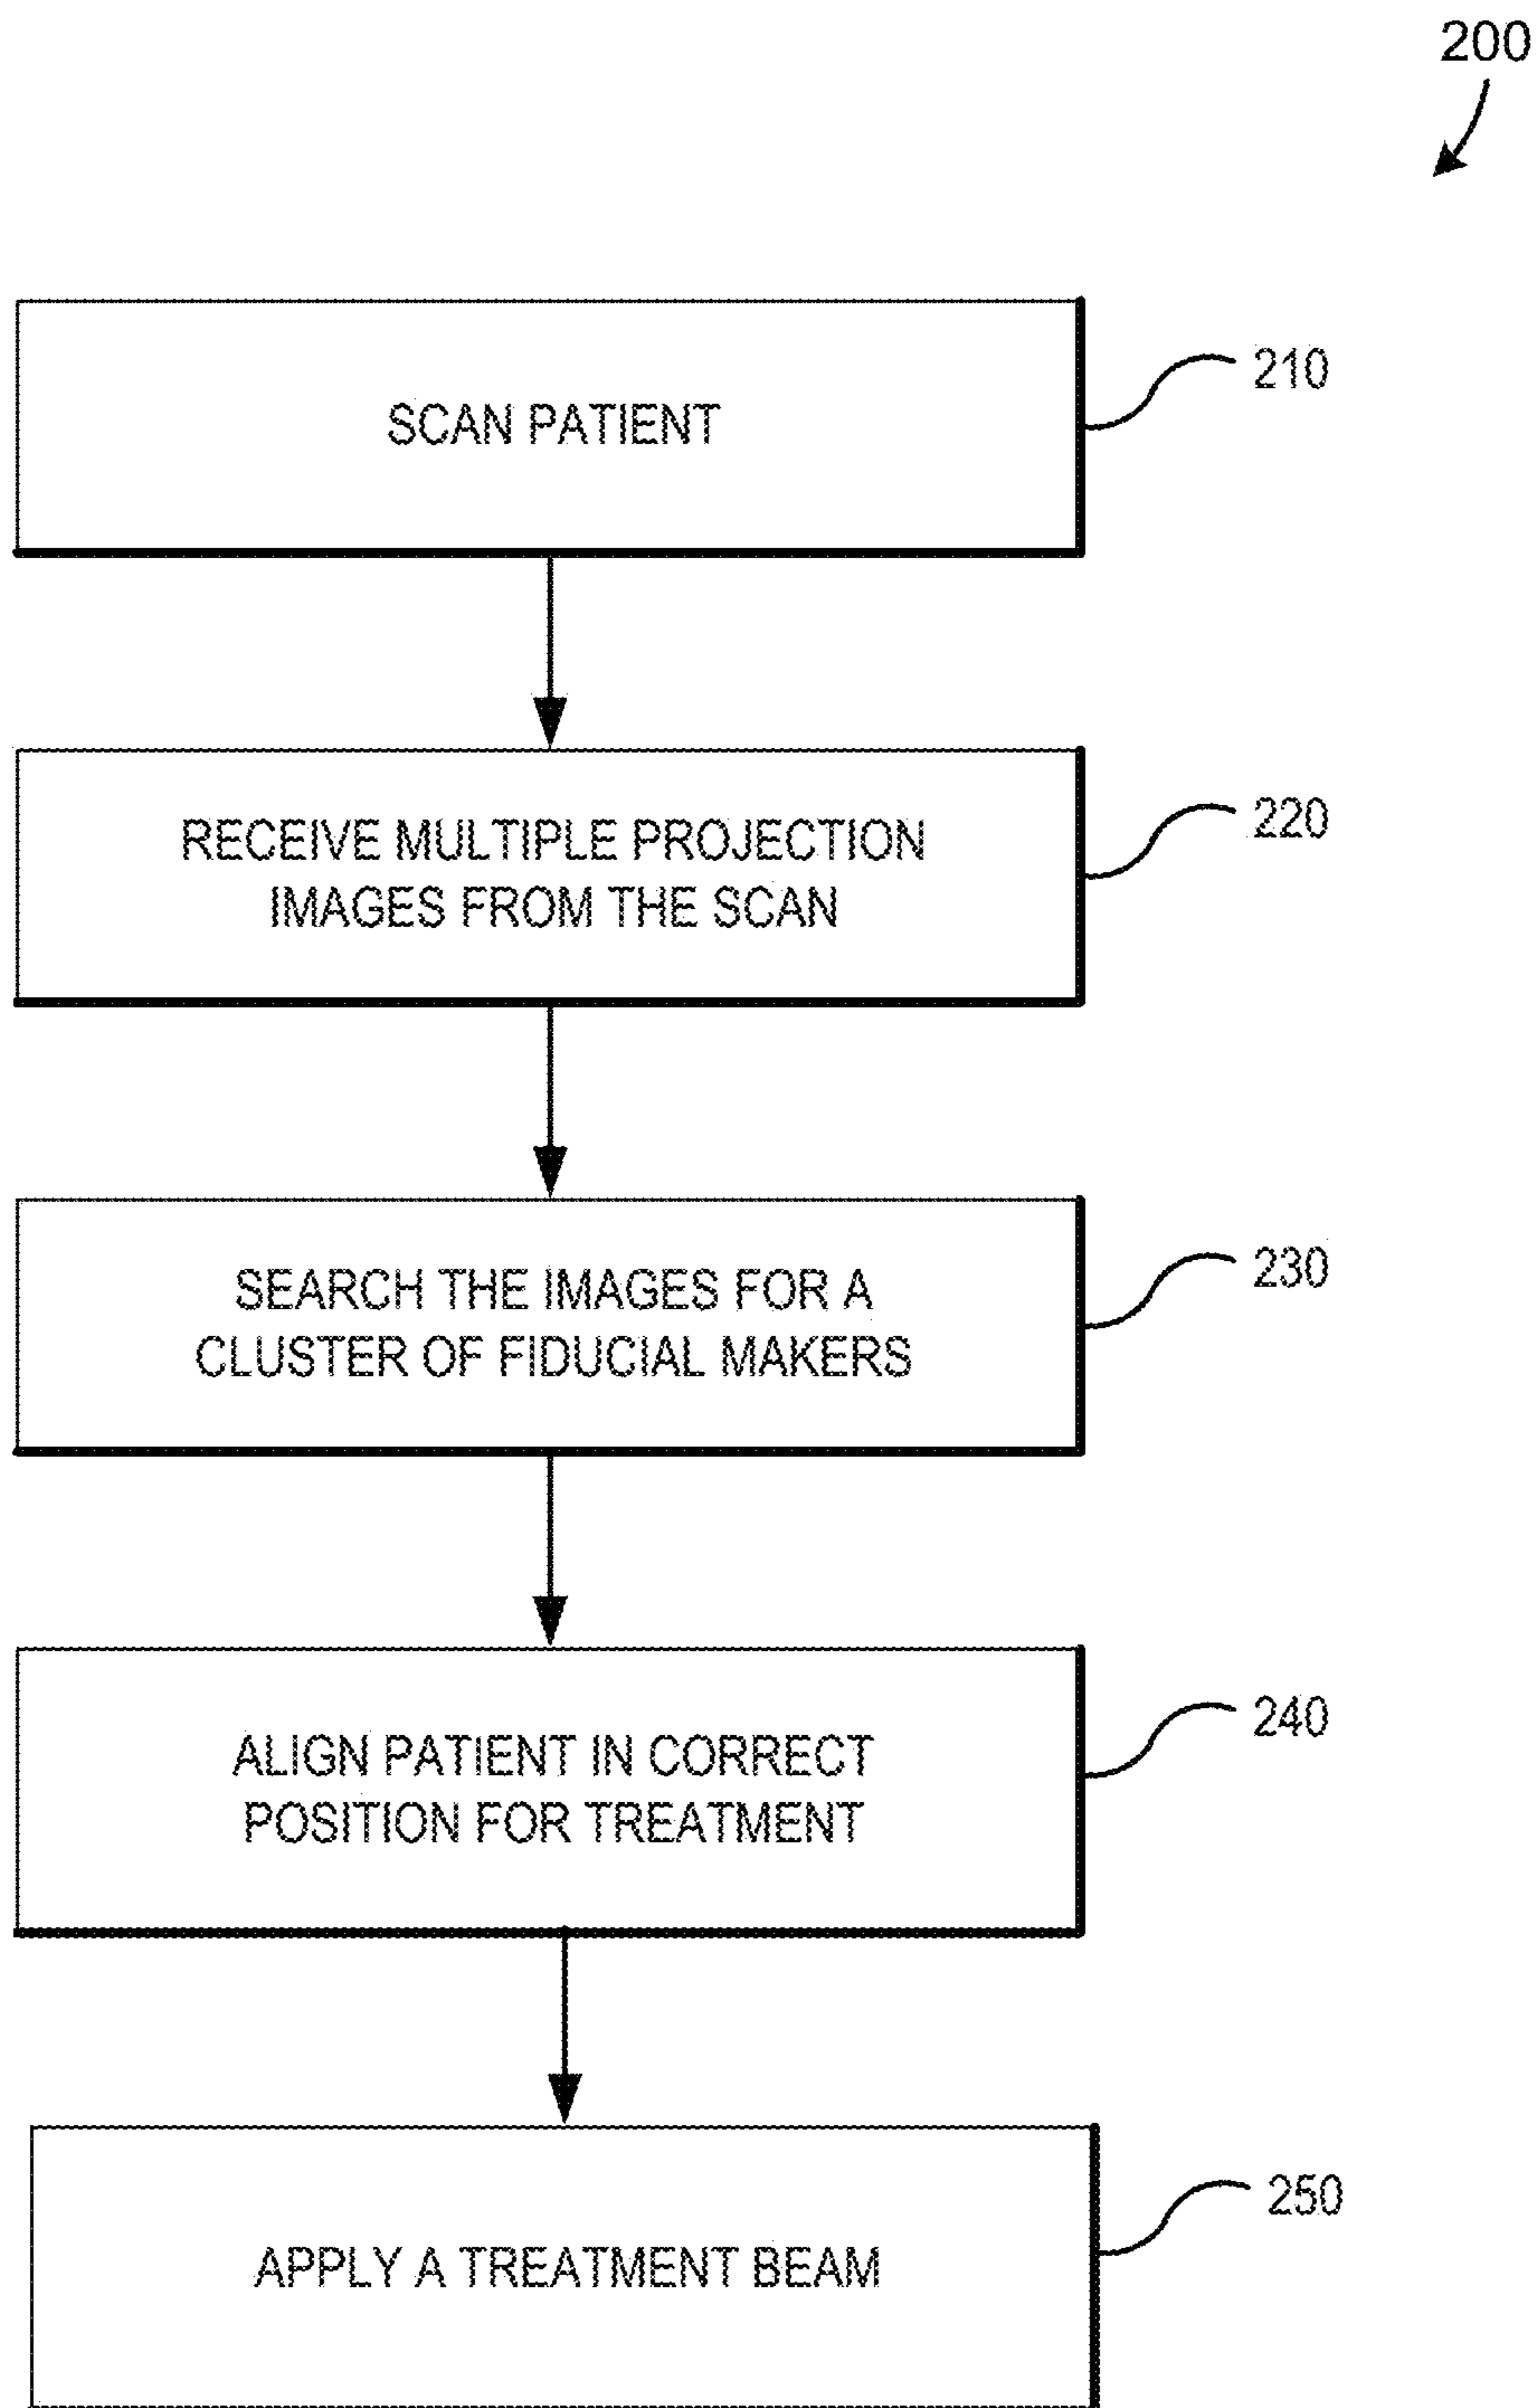 200
SCAN PATIENT
210
RECEIVE MULTIPLE PROJECTION
IMAGES FROM THE SCAN
220
SEARCH THE IMAGES FOR A
CLUSTER OF FIDUCIAL MAKERS
230
ALIGN PATIENT IN CORRECT
POSITION FOR TREATMENT
240
APPLY A TREATMENT BEAM
250